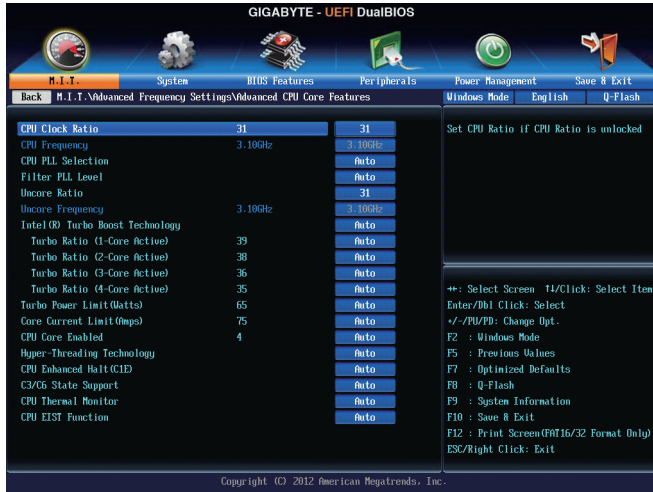 GIGABYTE - UEFI DualBIOS
M.I.T. System BIOS Features Peripherals Power Management Save & Exit
Back M.I.T.\Advanced Frequency Settings\Advanced CPU Core Features Windows Mode English Q-Flash
CPU Clock Ratio 31 31
CPU Frequency 3.10GHz 3.10GHz
CPU PLL Selection Auto
Filter PLL Level Auto
Uncore Ratio 31
Uncore Frequency 3.10GHz 3.10GHz
Intel(R) Turbo Boost Technology Auto
Turbo Ratio (1-Core Active) 39 Auto
Turbo Ratio (2-Core Active) 38 Auto
Turbo Ratio (3-Core Active) 36 Auto
Turbo Ratio (4-Core Active) 35 Auto
Turbo Power Limit(Watts) 65 Auto
Core Current Limit(Amps) 75 Auto
CPU Core Enabled 4 Auto
Hyper-Threading Technology Auto
CPU Enhanced Halt(C1E) Auto
C3/C6 State Support Auto
CPU Thermal Monitor Auto
CPU EIST Function Auto
Set CPU Ratio if CPU Ratio is unlocked
→←: Select Screen ↑↓/Click: Select Item
Enter/Dbl Click: Select
+/-/PU/PD: Change Opt.
F2 : Windows Mode
F5 : Previous Values
F7 : Optimized Defaults
F8 : Q-Flash
F9 : System Information
F10 : Save & Exit
F12 : Print Screen(FAT16/32 Format Only)
ESC/Right Click: Exit
Copyright (C) 2012 American Megatrends, Inc.